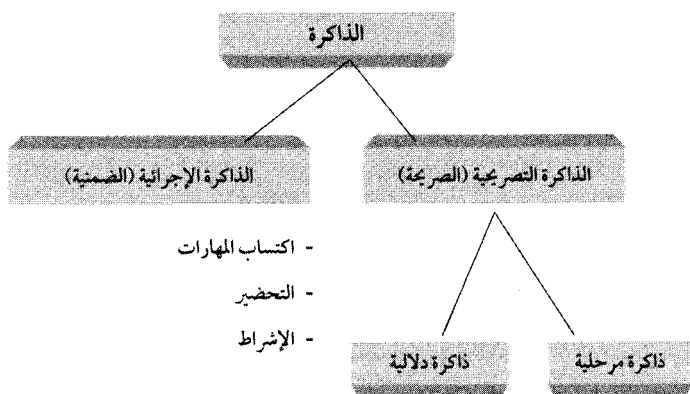 الذاكرة
الذاكرة التصريحية (الصريحة)
الذاكرة الإجرائية (الضمنية)
- اكتساب المهارات
- التحضير
- الإشراط
ذاكرة مرحلية
ذاكرة دلالية